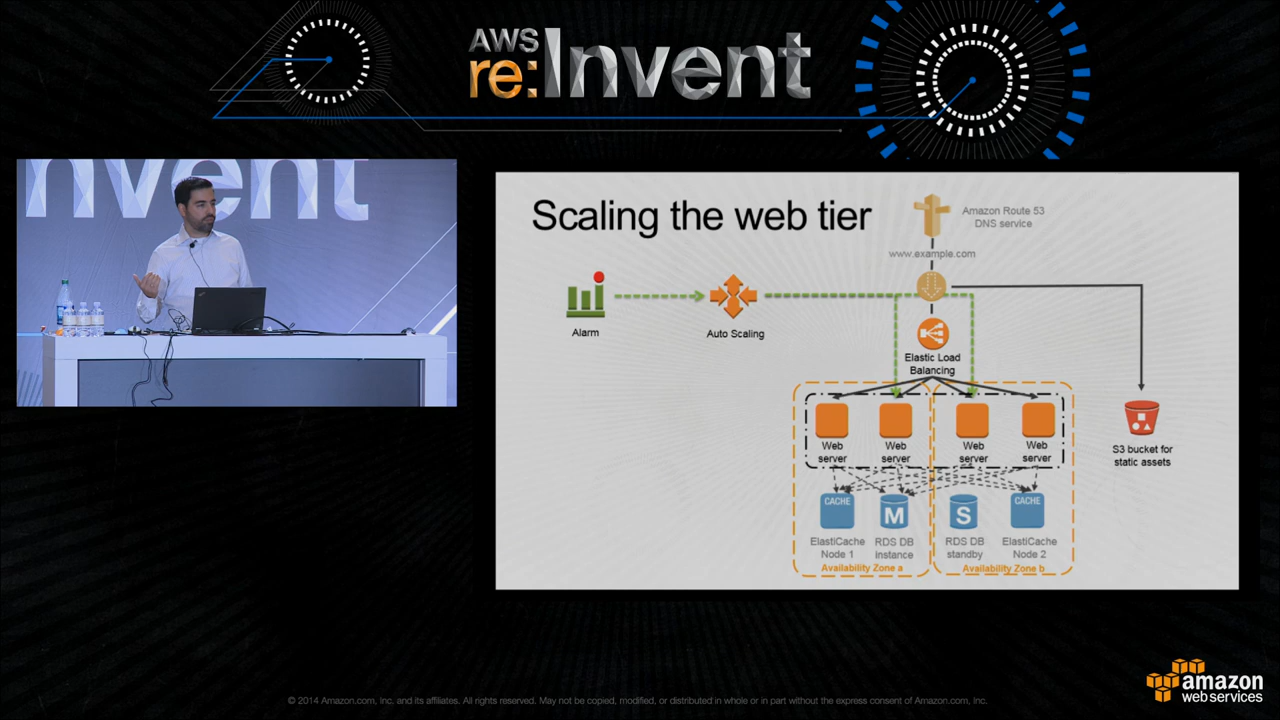 AWS
re:Invent
nvent
Scaling the web tier
Amazon Route 53
DNS service
www.example.com
Alarm
Auto Scaling
Elastic Load
Balancing
Web
server
Web
server
Web
server
Web
server
S3 bucket for
static assets
CACHE
M
S
CACHE
ElastiCache
Node 1
RDS DB
instance
RDS DB
standby
ElastiCache
Node 2
Availability Zone a
Availability Zone b
© 2014 Amazon.com, Inc. and its affiliates. All rights reserved. May not be copied, modified, or distributed in whole or in part without the express consent of Amazon.com, Inc.
amazon
web services